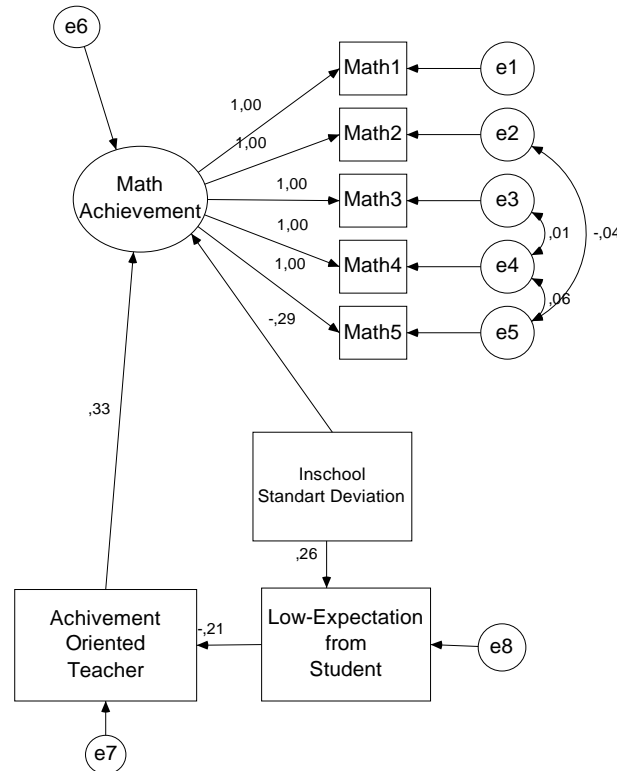 e6
Math1
e1
1,00
Math2
e2
1,00
Math
Achievement
1,00
Math3
e3
,01
-,04
1,00
Math4
e4
1,00
,06
Math5
e5
-,29
,33
Inschool
Standart Deviation
,26
Achivement
Oriented
Teacher
-,21
Low-Expectation
from
Student
e8
e7